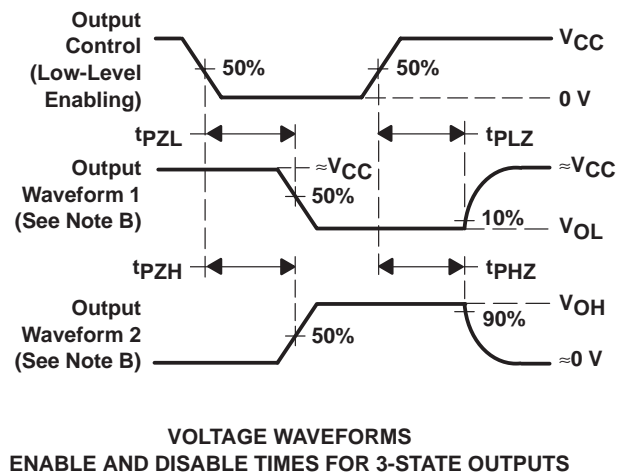 Output
Control
(Low-Level
Enabling)
50%
50%
VCC
0 V
tPZL
tPLZ
Output
Waveform 1
(See Note B)
≈VCC
50%
≈VCC
10%
VOL
tPZH
tPHZ
Output
Waveform 2
(See Note B)
50%
VOH
90%
≈0 V
VOLTAGE WAVEFORMS
ENABLE AND DISABLE TIMES FOR 3-STATE OUTPUTS